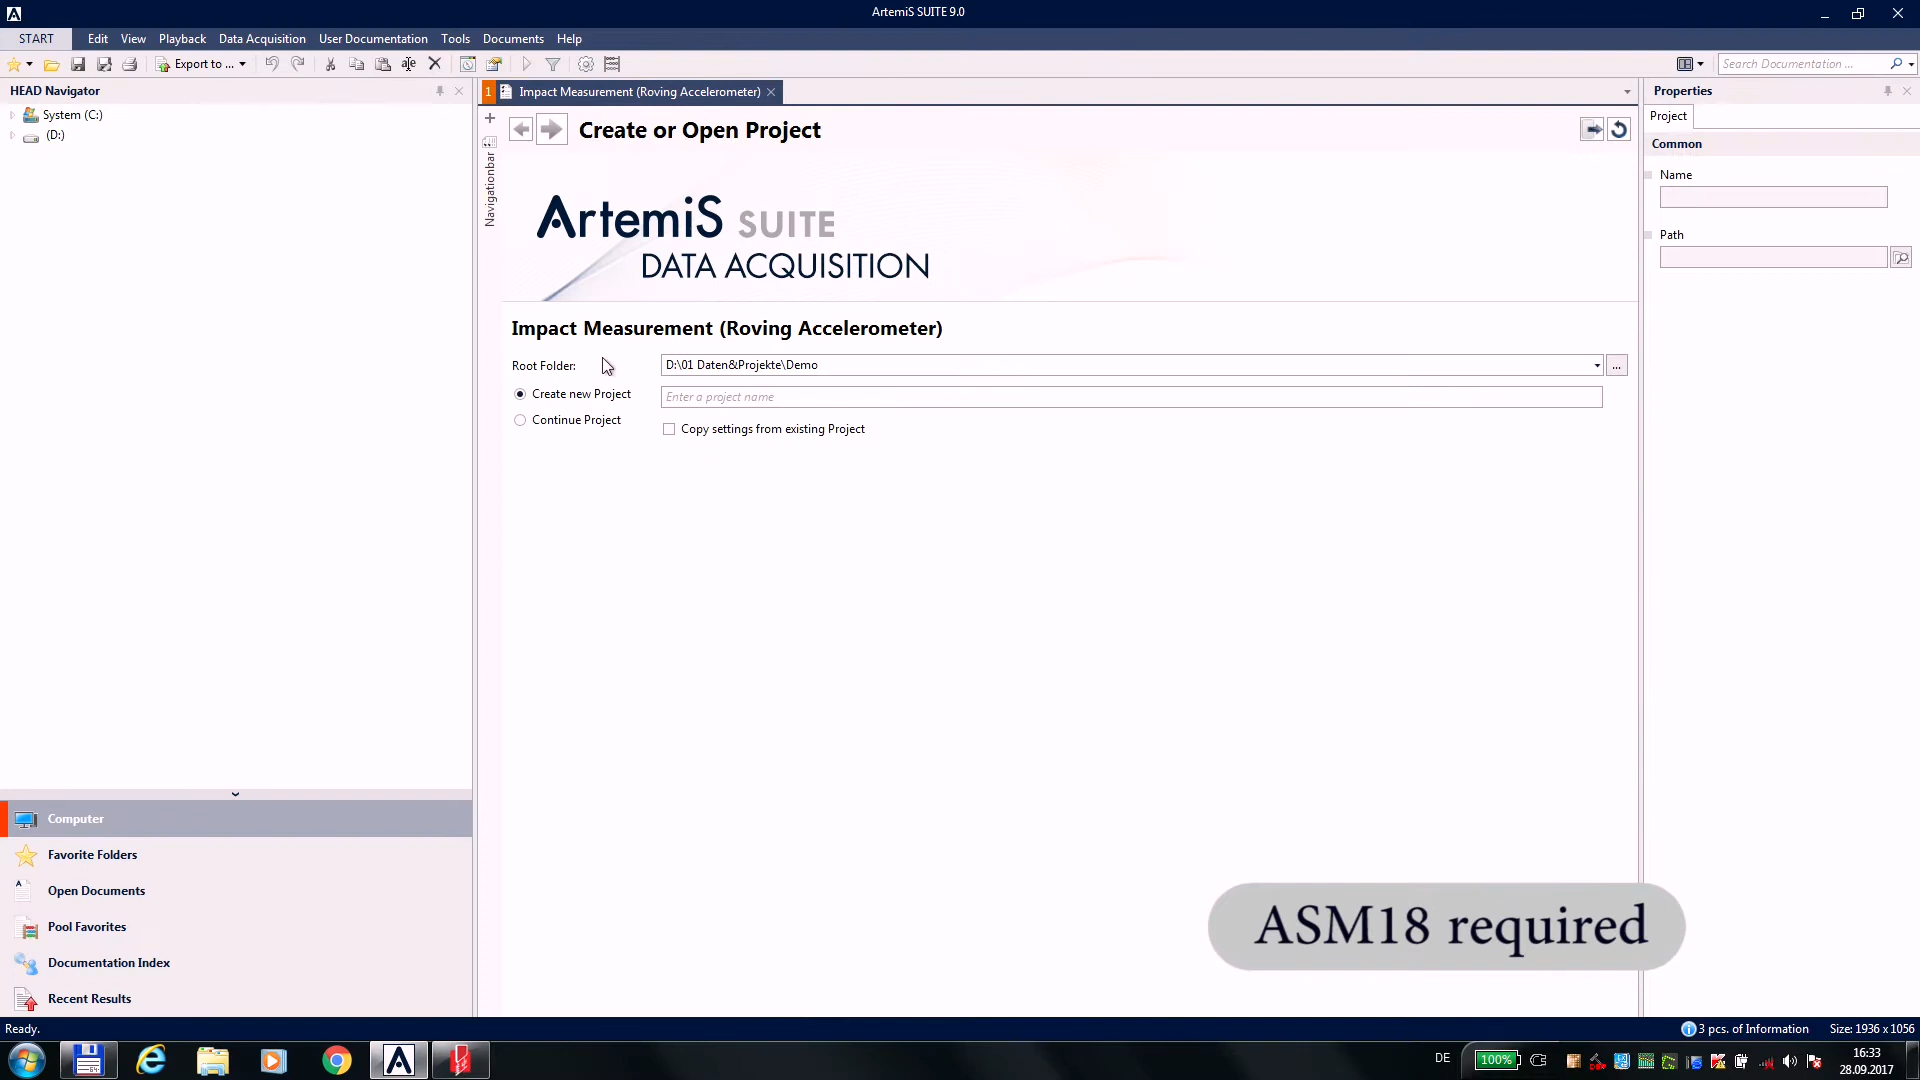 ArtemiS SUITE 9.0
START Edit View Playback Data Acquisition User Documentation Tools Documents Help
Export to ... Search Documentation ...
HEAD Navigator
System (C:)
(D:)
Computer
Favorite Folders
Open Documents
Pool Favorites
Documentation Index
Recent Results
1 Impact Measurement (Roving Accelerometer)
Navigationbar
Create or Open Project
ArtemiS SUITE
DATA ACQUISITION
Impact Measurement (Roving Accelerometer)
Root Folder: D:\01 Daten&Projekte\Demo ...
Create new Project Enter a project name
Continue Project
Copy settings from existing Project
ASM18 required
Properties
Project
Common
Name
Path
Ready. 3 pcs. of Information Size: 1936 x 1056
DE 100% 16:33
28.09.2017